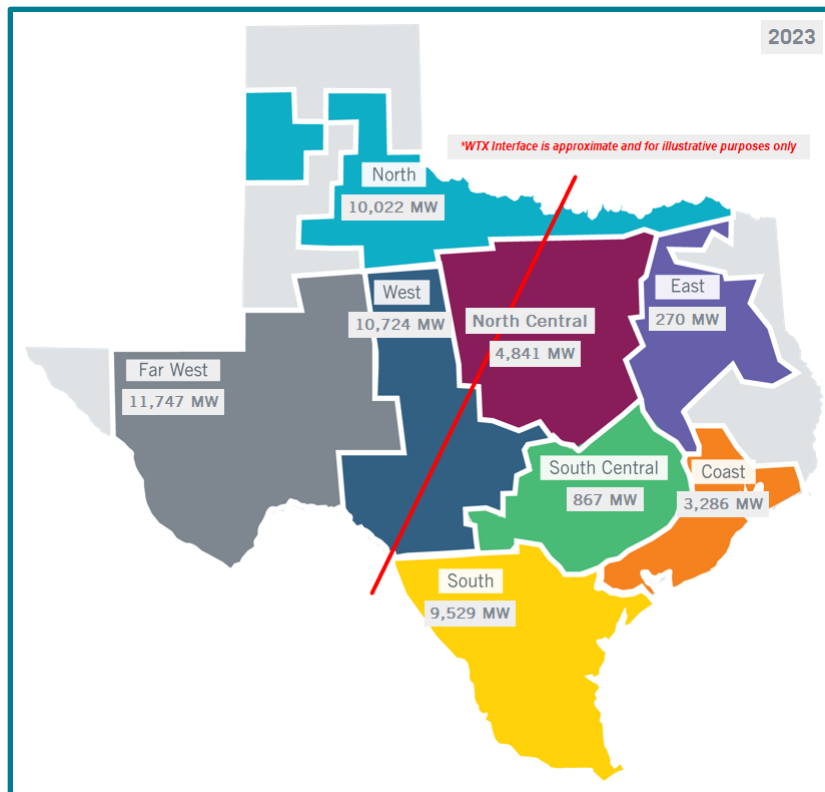 2023
*WTX Interface is approximate and for illustrative purposes only
North
10,022 MW
West
10,724 MW
North Central
4,841 MW
East
270 MW
Far West
11,747 MW
South Central
867 MW
Coast
3,286 MW
South
9,529 MW